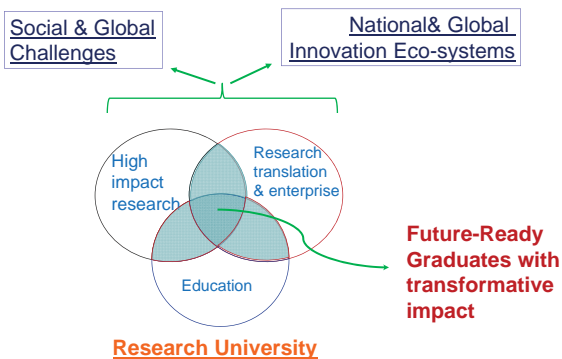 Social & Global
Challenges
National& Global
Innovation Eco-systems
High
impact
research
Research
translation
& enterprise
Education
Future-Ready
Graduates with
transformative
impact
Research University